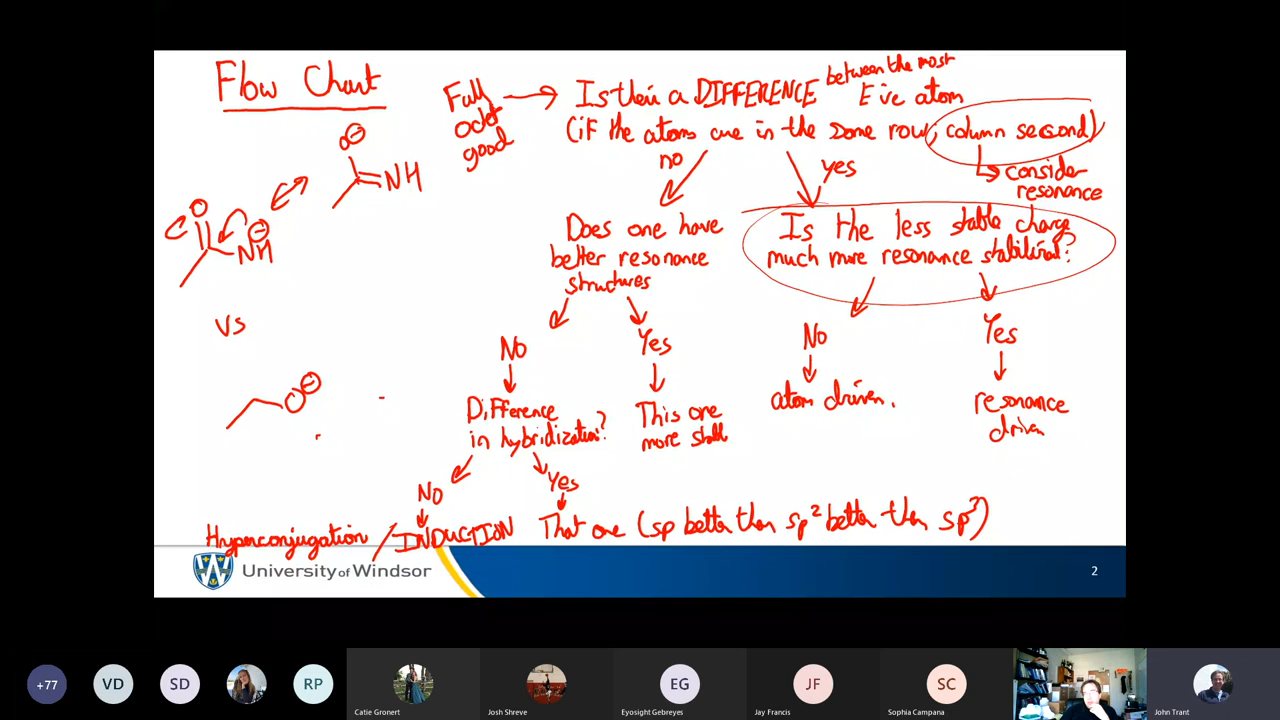 Flow Chart
Full
octet
good
Is their a DIFFERENCE between the most
E ive atom
(if the atoms are in the same row, column second)
consider
resonance
no
yes
O⊖
NH
O
⊖
NH
Vs
O⊖
Does one have
better resonance
structures
Is the less stable charge
much more resonance stabilized?
No
Yes
No
Yes
Difference
in hybridization?
This one
more stable
atom driven.
resonance
driven
No
Yes
Hyperconjugation / INDUCTION
That one (sp better then sp² better then sp³)
University of Windsor
2
+77
VD
SD
RP
EG
JF
SC
Catie Gronert
Josh Shreve
Eyosight Gebreyes
Jay Francis
Sophia Campana
John Trant